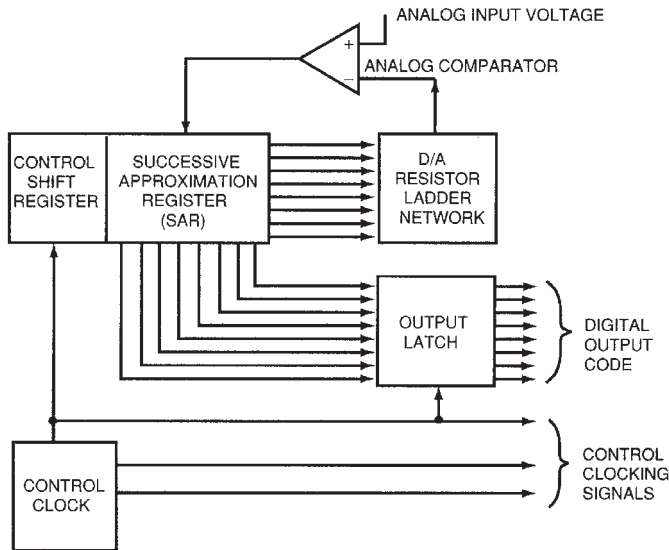 ANALOG INPUT VOLTAGE
+
ANALOG COMPARATOR
−
CONTROL
SHIFT
REGISTER
SUCCESSIVE
APPROXIMATION
REGISTER
(SAR)
D/A
RESISTOR
LADDER
NETWORK
OUTPUT
LATCH
DIGITAL
OUTPUT
CODE
CONTROL
CLOCK
CONTROL
CLOCKING
SIGNALS